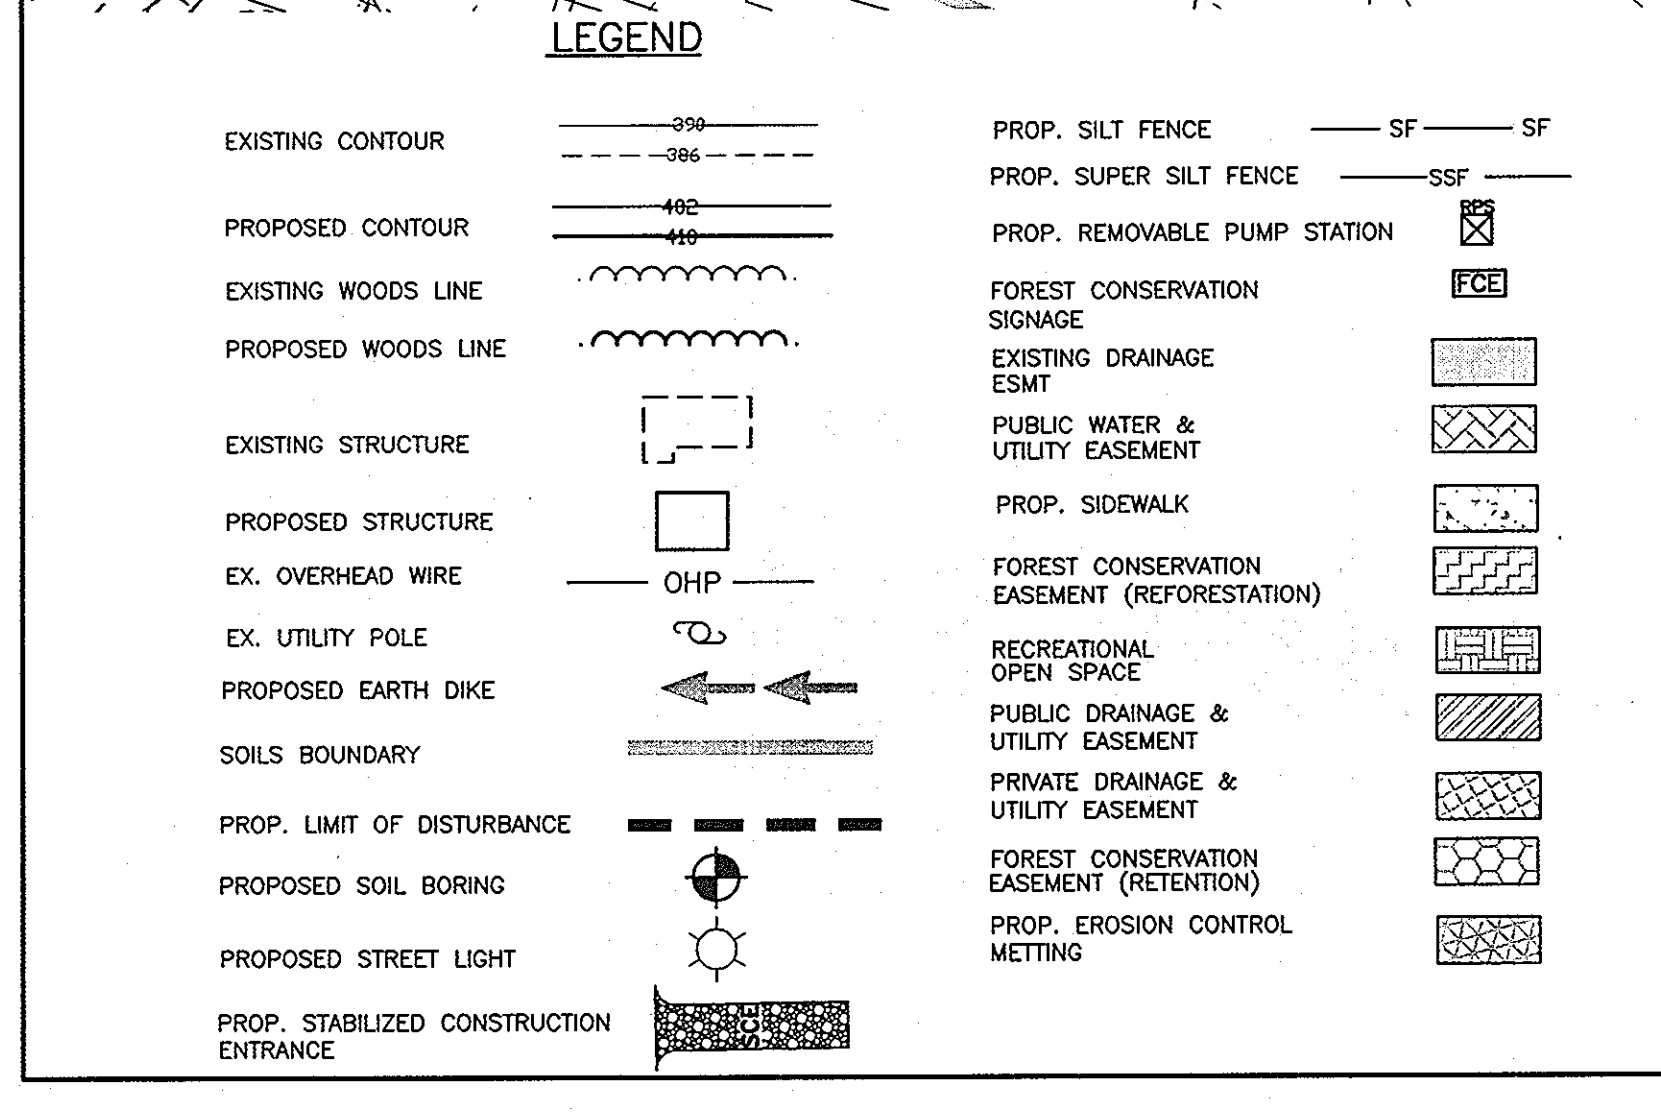 LEGEND
EXISTING CONTOUR
390
386
PROPOSED CONTOUR
402
410
EXISTING WOODS LINE
PROPOSED WOODS LINE
EXISTING STRUCTURE
PROPOSED STRUCTURE
EX. OVERHEAD WIRE
OHP
EX. UTILITY POLE
PROPOSED EARTH DIKE
SOILS BOUNDARY
PROP. LIMIT OF DISTURBANCE
PROPOSED SOIL BORING
PROPOSED STREET LIGHT
PROP. STABILIZED CONSTRUCTION
ENTRANCE
SCE
PROP. SILT FENCE
SF SF
PROP. SUPER SILT FENCE
SSF
PROP. REMOVABLE PUMP STATION
RPS
FOREST CONSERVATION
SIGNAGE
FCE
EXISTING DRAINAGE
ESMT
PUBLIC WATER &
UTILITY EASEMENT
PROP. SIDEWALK
FOREST CONSERVATION
EASEMENT (REFORESTATION)
RECREATIONAL
OPEN SPACE
PUBLIC DRAINAGE &
UTILITY EASEMENT
PRIVATE DRAINAGE &
UTILITY EASEMENT
FOREST CONSERVATION
EASEMENT (RETENTION)
PROP. EROSION CONTROL
METTING